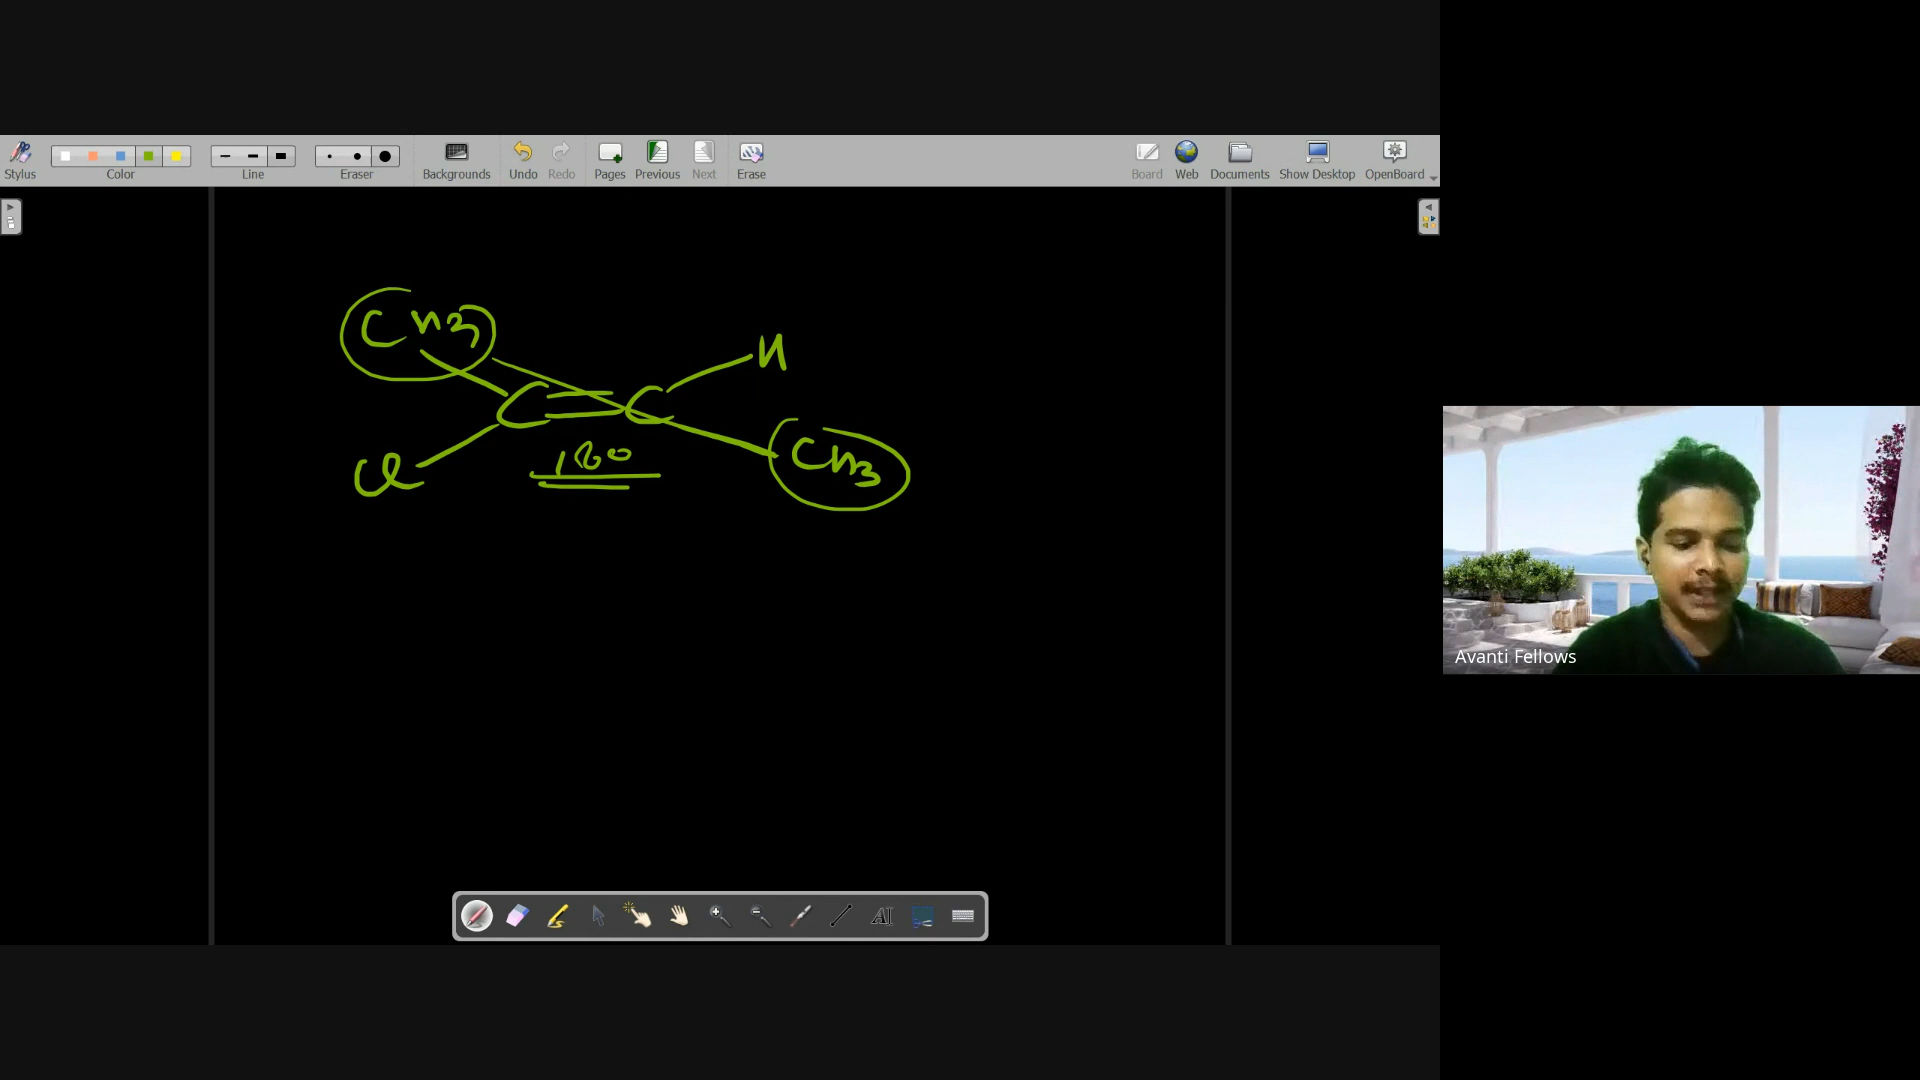 Stylus Color Line Eraser Backgrounds Undo Redo Pages Previous Next Erase Board Web Documents Show Desktop OpenBoard
CH3 H
C=C
Cl 180 CH3
Avanti Fellows
AI